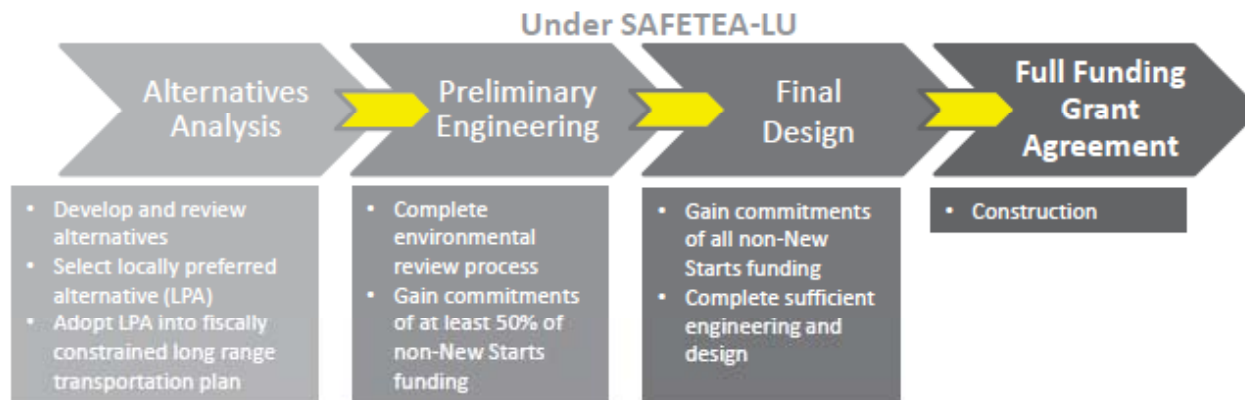 Under SAFETEA-LU
Alternatives
Analysis
Preliminary
Engineering
Final
Design
Full Funding
Grant
Agreement
• Develop and review
alternatives
• Select locally preferred
alternative (LPA)
• Adopt LPA into fiscally
constrained long range
transportation plan
• Complete
environmental
review process
• Gain commitments
of at least 50% of
non-New Starts
funding
• Gain commitments
of all non-New
Starts funding
• Complete sufficient
engineering and
design
• Construction